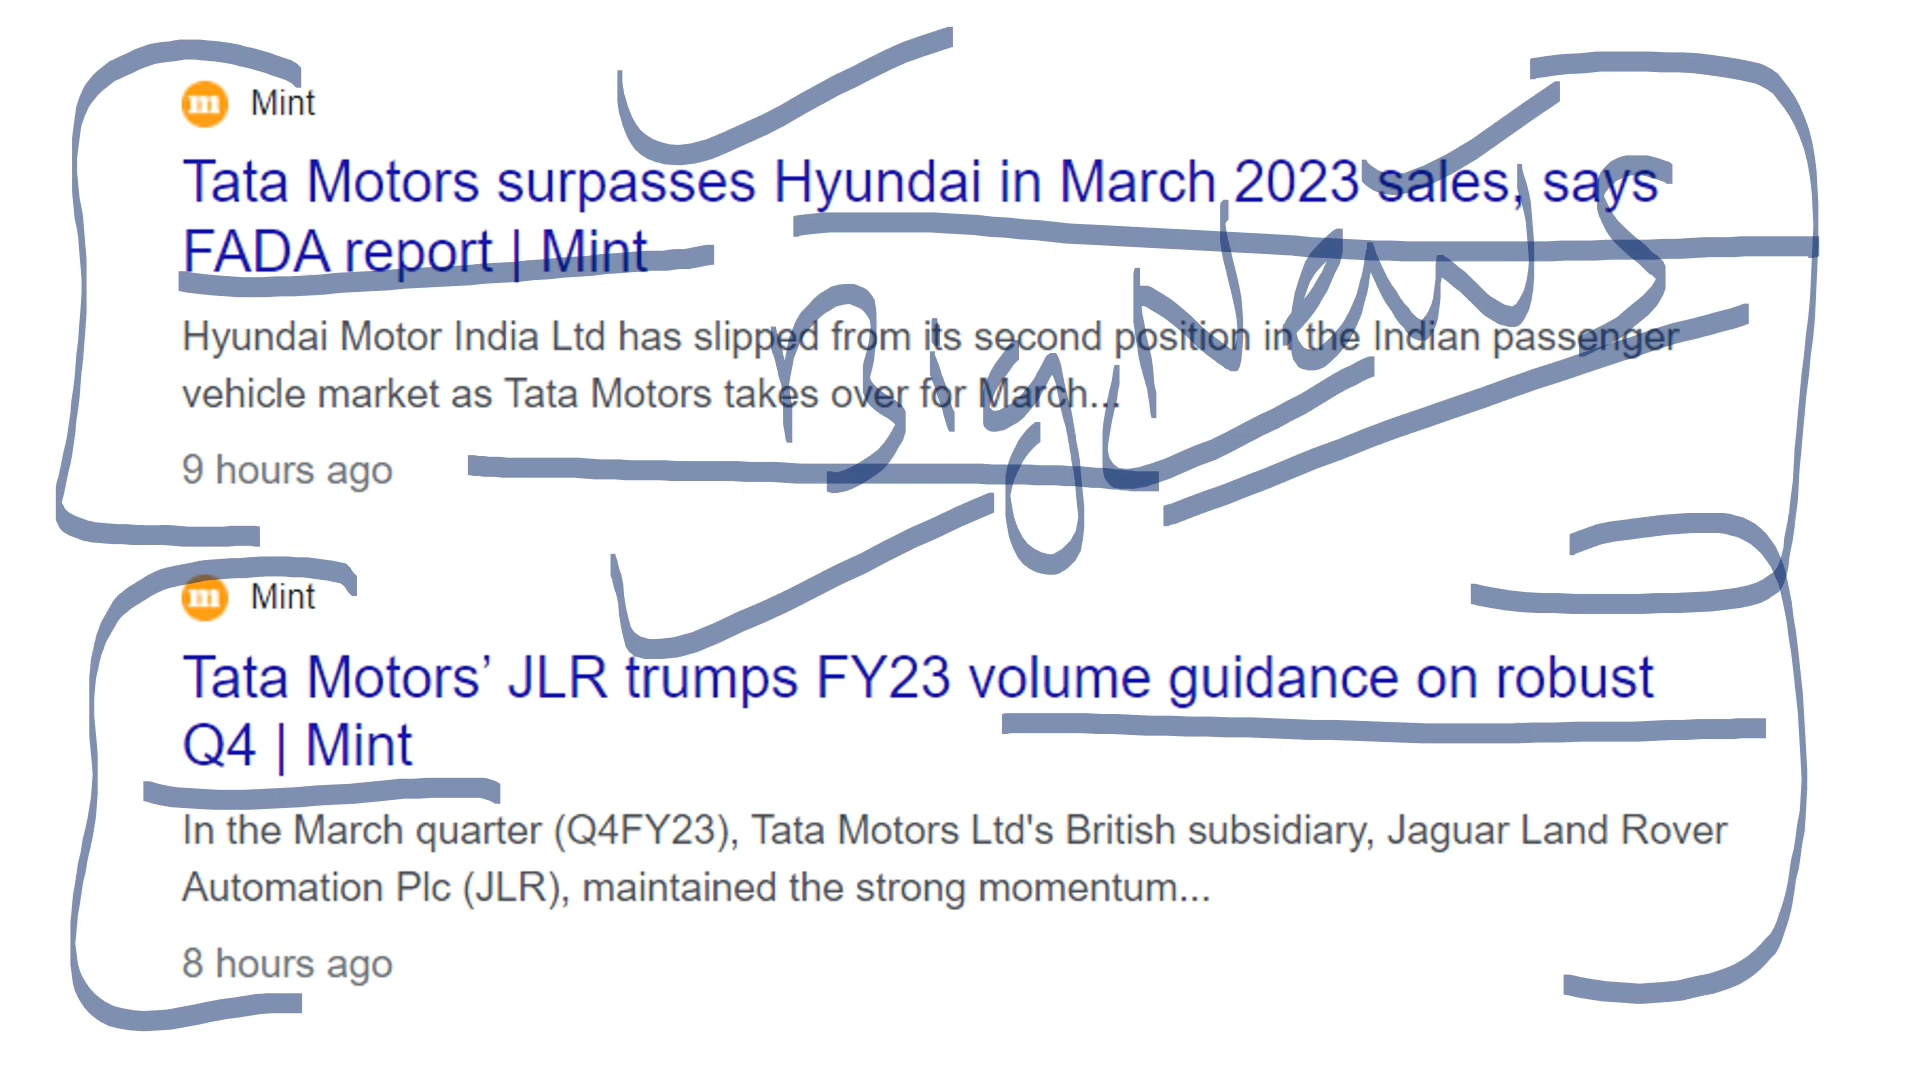 m Mint
Tata Motors surpasses Hyundai in March 2023 sales, says
FADA report | Mint
Hyundai Motor India Ltd has slipped from its second position in the Indian passenger
vehicle market as Tata Motors takes over for March...
Big News
9 hours ago
m Mint
Tata Motors’ JLR trumps FY23 volume guidance on robust
Q4 | Mint
In the March quarter (Q4FY23), Tata Motors Ltd's British subsidiary, Jaguar Land Rover
Automation Plc (JLR), maintained the strong momentum...
8 hours ago